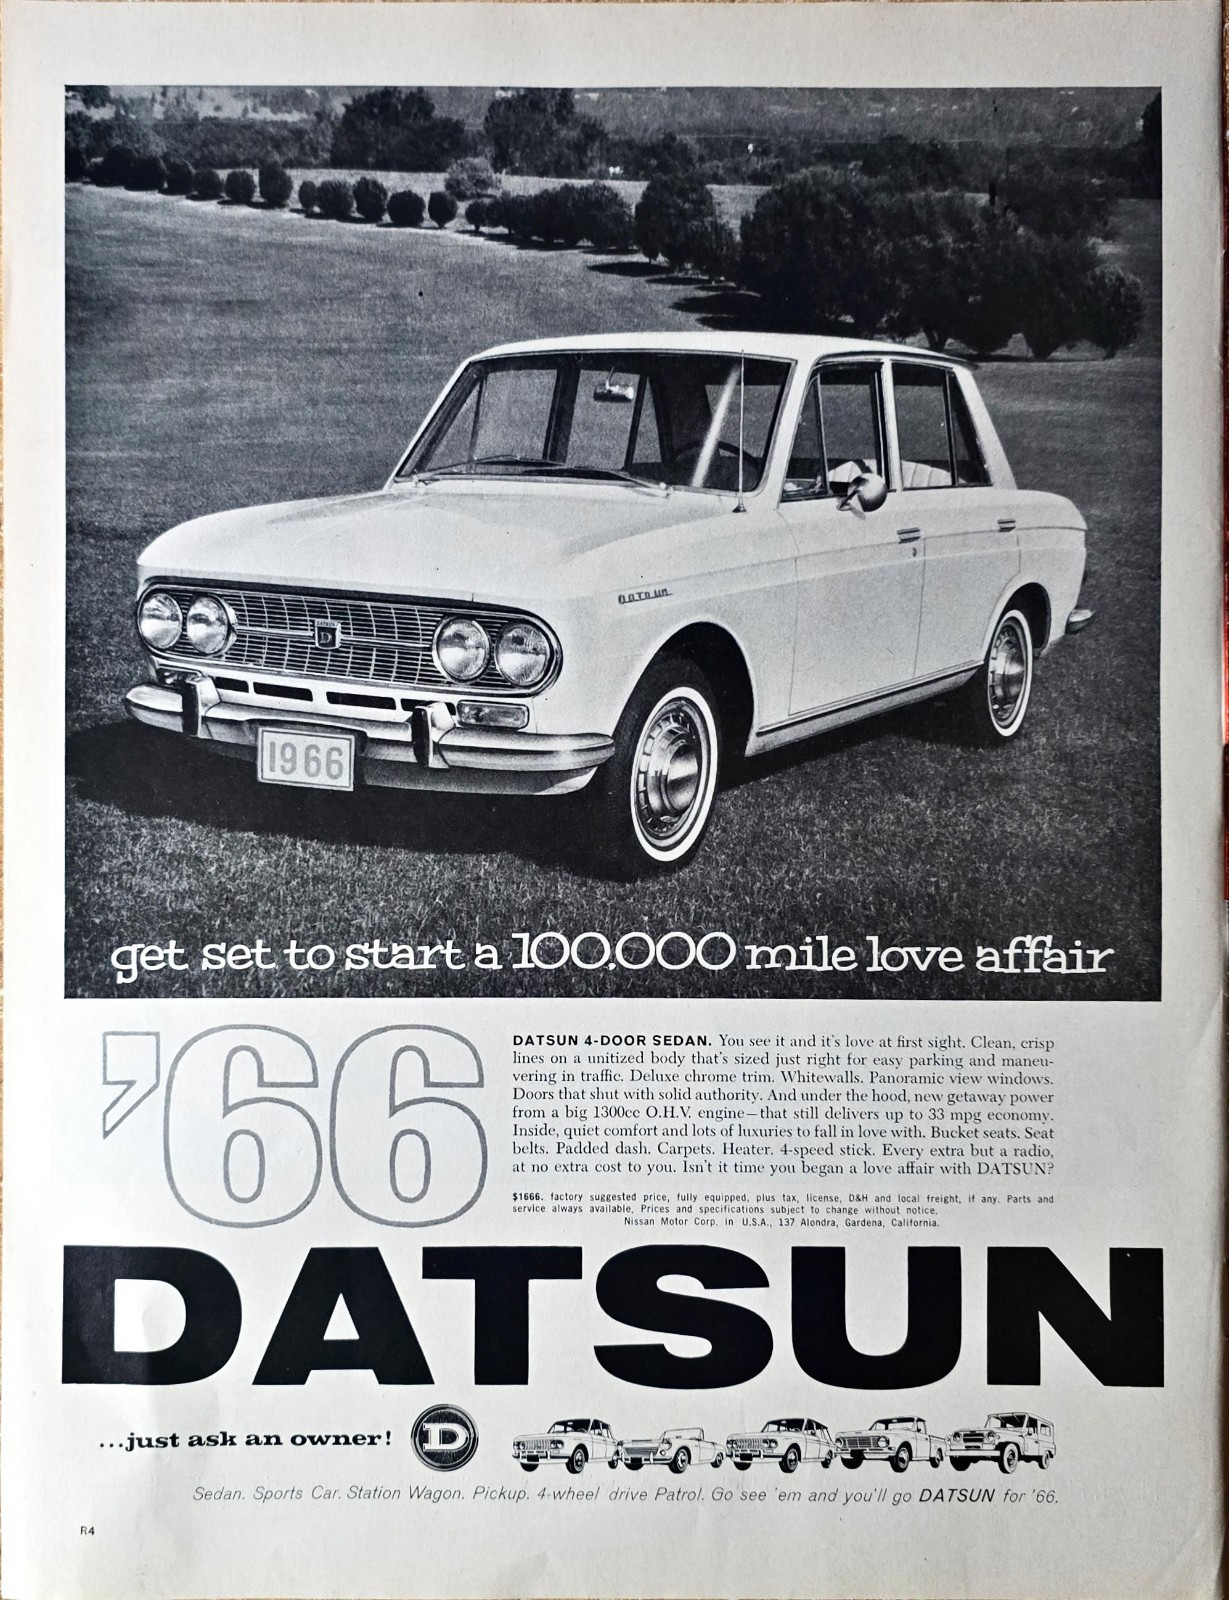 DATSUN
D
DATSUN
1966
get set to start a 100,000 mile love affair
'66
DATSUN 4-DOOR SEDAN. You see it and it's love at first sight. Clean, crisp
lines on a unitized body that's sized just right for easy parking and maneu-
vering in traffic. Deluxe chrome trim. Whitewalls. Panoramic view windows.
Doors that shut with solid authority. And under the hood, new getaway power
from a big 1300cc O.H.V. engine—that still delivers up to 33 mpg economy.
Inside, quiet comfort and lots of luxuries to fall in love with. Bucket seats. Seat
belts. Padded dash. Carpets. Heater. 4-speed stick. Every extra but a radio,
at no extra cost to you. Isn't it time you began a love affair with DATSUN?
$1666. factory suggested price, fully equipped, plus tax, license, D&H and local freight, if any. Parts and
service always available. Prices and specifications subject to change without notice.
Nissan Motor Corp. in U.S.A., 137 Alondra, Gardena, California.
DATSUN
...just ask an owner!
D
Sedan. Sports Car. Station Wagon. Pickup. 4-wheel drive Patrol. Go see 'em and you'll go DATSUN for '66.
R4